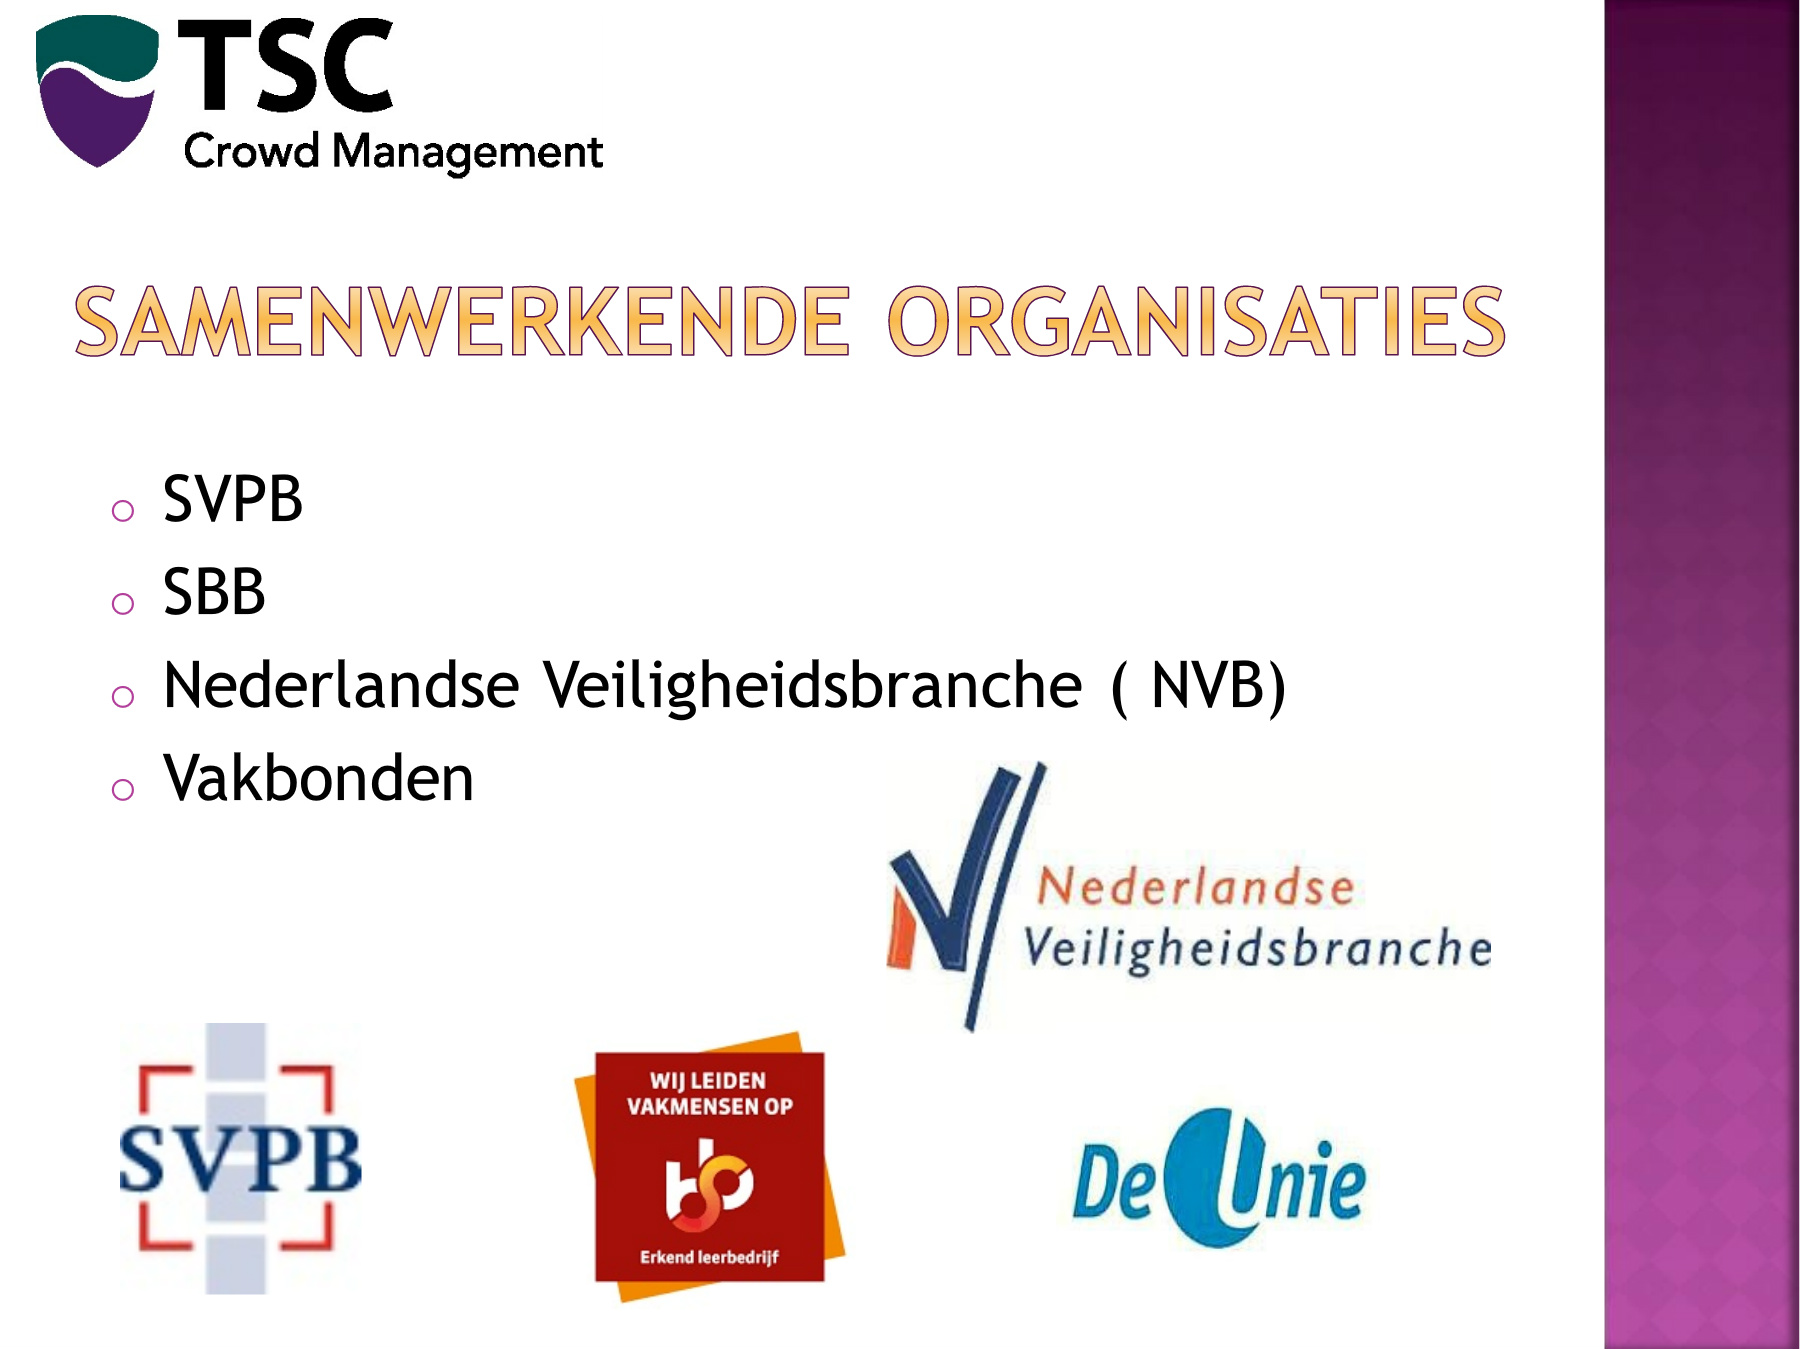 TSC
Crowd Management
SAMENWERKENDE ORGANISATIES
SVPB
SBB
Nederlandse Veiligheidsbranche ( NVB)
Vakbonden
Nederlandse
Veiligheidsbranche
SVPB
WIJ LEIDEN
VAKMENSEN OP
sbb
Erkend leerbedrijf
De Unie